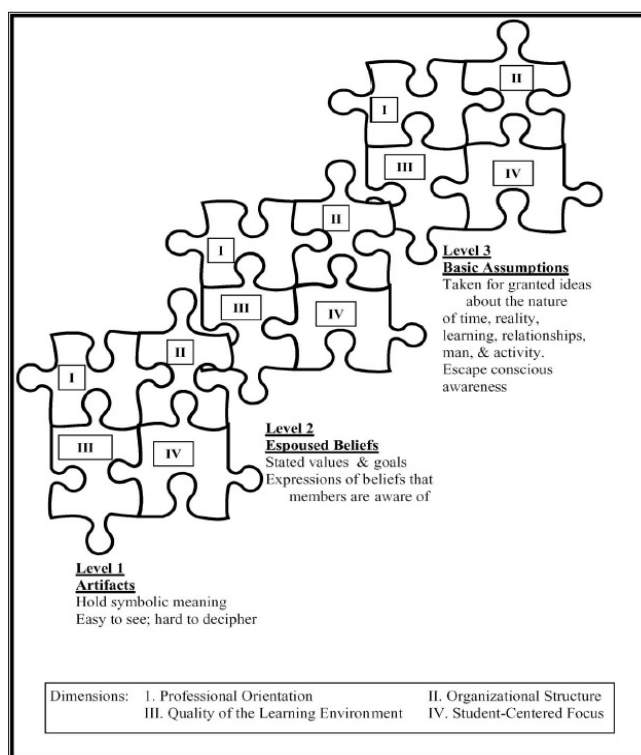 II
I
III
IV
II
I
III
IV
Level 3
Basic Assumptions
Taken for granted ideas
about the nature
of time, reality,
learning, relationships,
man, & activity.
Escape conscious
awareness
II
I
III
IV
Level 2
Espoused Beliefs
Stated values & goals
Expressions of beliefs that
members are aware of
Level 1
Artifacts
Hold symbolic meaning
Easy to see; hard to decipher
Dimensions: I. Professional Orientation II. Organizational Structure
III. Quality of the Learning Environment IV. Student-Centered Focus